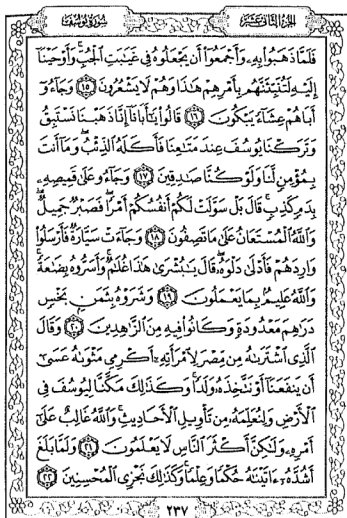 سورة يوسف الجزء الثاني عشر
فَلَمَّا ذَهَبُوا۟ بِهِۦ وَأَجْمَعُوٓا۟ أَن يَجْعَلُوهُ فِى غَيَٰبَتِ ٱلْجُبِّ ۚ وَأَوْحَيْنَآ
إِلَيْهِ لَتُنَبِّئَنَّهُم بِأَمْرِهِمْ هَٰذَا وَهُمْ لَا يَشْعُرُونَ ١٥ وَجَآءُوٓ
أَبَاهُمْ عِشَآءً يَبْكُونَ ١٦ قَالُوا۟ يَٰٓأَبَانَآ إِنَّا ذَهَبْنَا نَسْتَبِقُ
وَتَرَكْنَا يُوسُفَ عِندَ مَتَٰعِنَا فَأَكَلَهُ ٱلذِّئْبُ ۖ وَمَآ أَنتَ
بِمُؤْمِنٍ لَّنَا وَلَوْ كُنَّا صَٰدِقِينَ ١٧ وَجَآءُو عَلَىٰ قَمِيصِهِۦ
بِدَمٍ كَذِبٍ ۚ قَالَ بَلْ سَوَّلَتْ لَكُمْ أَنفُسُكُمْ أَمْرًا ۖ فَصَبْرٌ جَمِيلٌ ۖ
وَٱللَّهُ ٱلْمُسْتَعَانُ عَلَىٰ مَا تَصِفُونَ ١٨ وَجَآءَتْ سَيَّارَةٌ فَأَرْسَلُوا۟
وَارِدَهُمْ فَأَدْلَىٰ دَلْوَهُۥ ۖ قَالَ يَٰبُشْرَىٰ هَٰذَا غُلَٰمٌ ۚ وَأَسَرُّوهُ بِضَٰعَةً ۚ
وَٱللَّهُ عَلِيمٌۢ بِمَا يَعْمَلُونَ ١٩ وَشَرَوْهُ بِثَمَنٍۭ بَخْسٍ
دَرَٰهِمَ مَعْدُودَةٍ وَكَانُوا۟ فِيهِ مِنَ ٱلزَّٰهِدِينَ ٢٠ وَقَالَ
ٱلَّذِى ٱشْتَرَىٰهُ مِن مِّصْرَ لِٱمْرَأَتِهِۦٓ أَكْرِمِى مَثْوَىٰهُ عَسَىٰٓ
أَن يَنفَعَنَآ أَوْ نَتَّخِذَهُۥ وَلَدًا ۚ وَكَذَٰلِكَ مَكَّنَّا لِيُوسُفَ فِى
ٱلْأَرْضِ وَلِنُعَلِّمَهُۥ مِن تَأْوِيلِ ٱلْأَحَادِيثِ ۚ وَٱللَّهُ غَالِبٌ عَلَىٰٓ
أَمْرِهِۦ وَلَٰكِنَّ أَكْثَرَ ٱلنَّاسِ لَا يَعْلَمُونَ ٢١ وَلَمَّا بَلَغَ
أَشُدَّهُۥٓ ءَاتَيْنَٰهُ حُكْمًا وَعِلْمًا ۚ وَكَذَٰلِكَ نَجْزِى ٱلْمُحْسِنِينَ ٢٢
٢٣٧